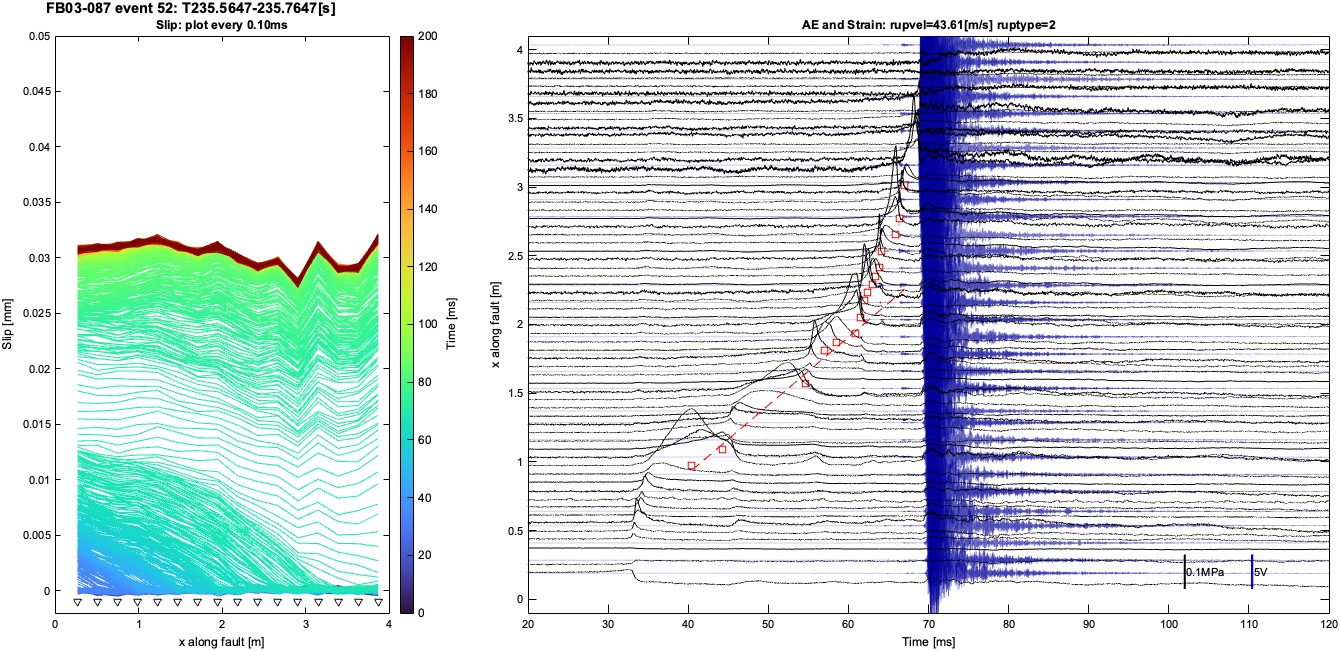 FB03-087 event 52: T235.5647-235.7647[s]
Slip: plot every 0.10ms
0.05
0.045
0.04
0.035
0.03
0.025
0.02
0.015
0.01
0.005
0
Slip [mm]
0 1 2 3 4
x along fault [m]
200
180
160
140
120
100
80
60
40
20
0
Time [ms]
AE and Strain: rupvel=43.61[m/s] ruptype=2
4
3.5
3
2.5
2
1.5
1
0.5
0
x along fault [m]
0.1MPa
5V
20 30 40 50 60 70 80 90 100 110 120
Time [ms]